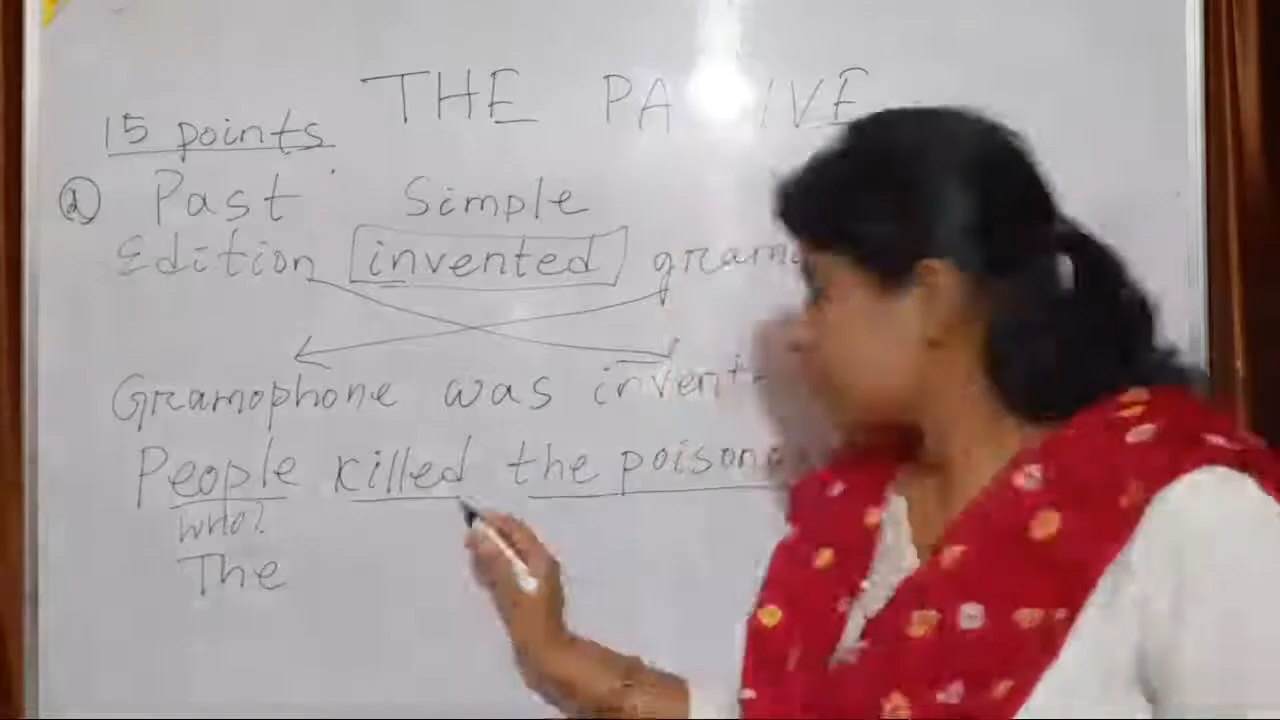 THE PA IVE
15 points
a Past Simple
Edition invented gram
Gramophone was invent
People killed the poison
who?
The